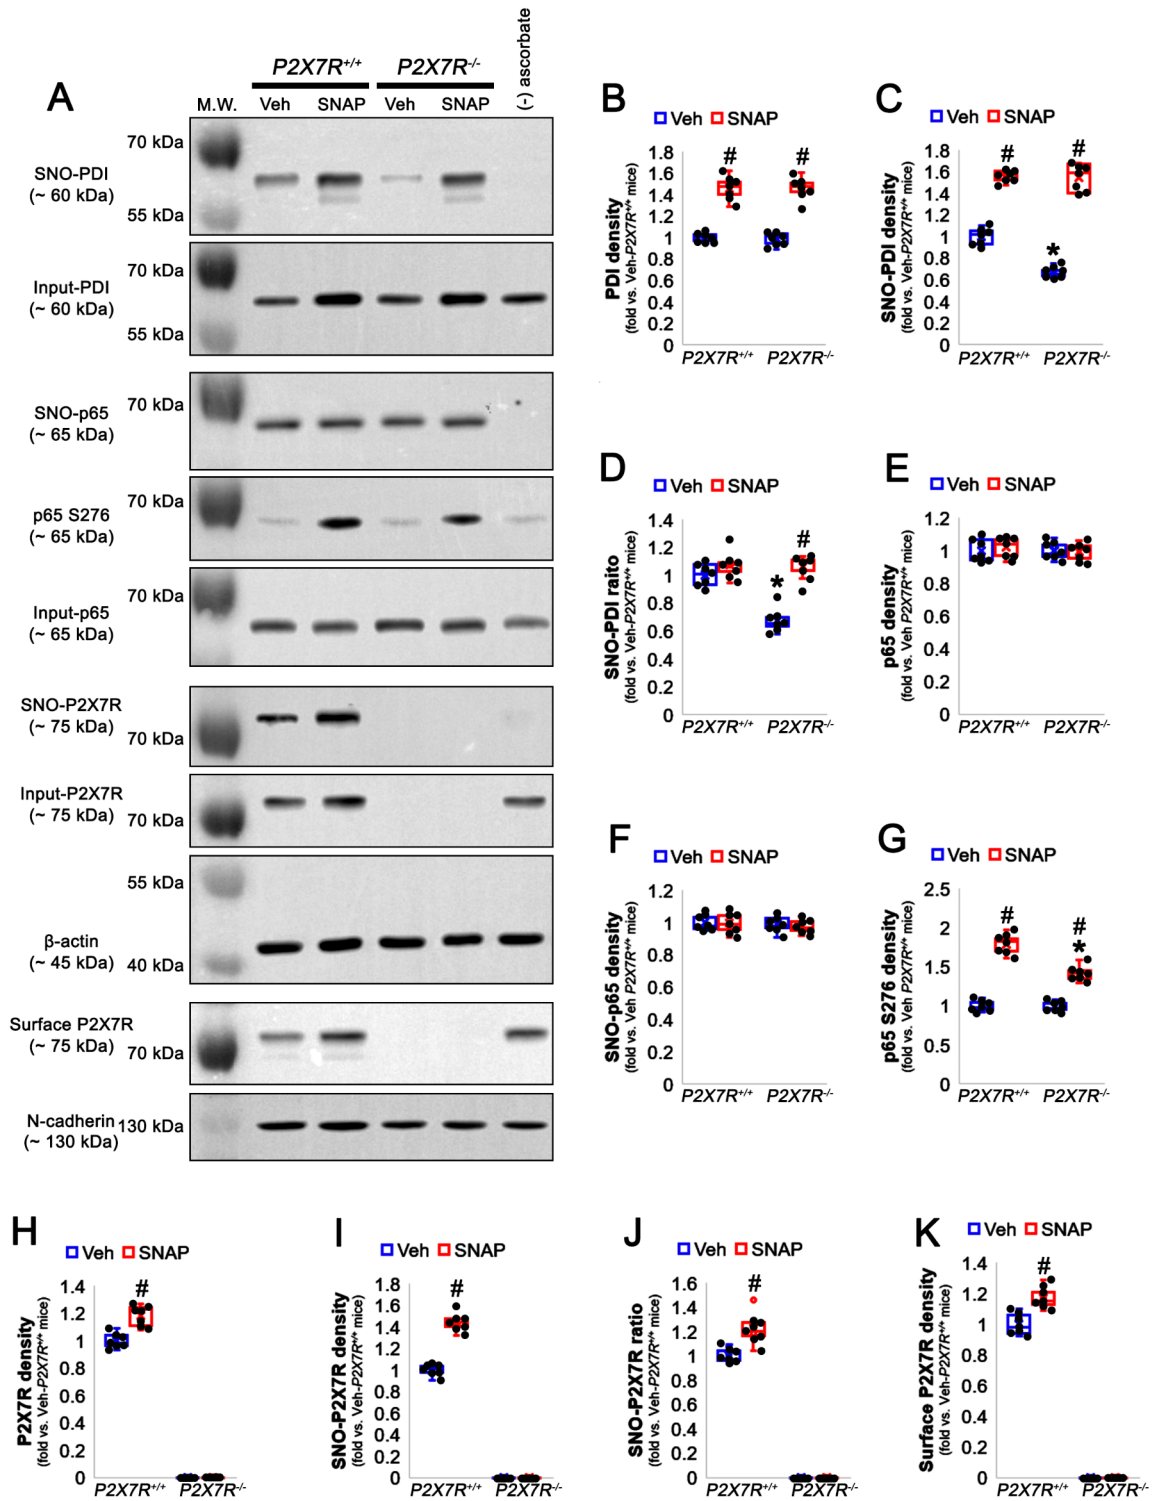 A
P2X7R+/+
P2X7R-/-
(-) ascorbate
M.W.
Veh
SNAP
Veh
SNAP
SNO-PDI
(~ 60 kDa)
70 kDa
55 kDa
Input-PDI
(~ 60 kDa)
70 kDa
55 kDa
SNO-p65
(~ 65 kDa)
70 kDa
p65 S276
(~ 65 kDa)
70 kDa
Input-p65
(~ 65 kDa)
70 kDa
SNO-P2X7R
(~ 75 kDa)
70 kDa
Input-P2X7R
(~ 75 kDa)
70 kDa
55 kDa
β-actin
(~ 45 kDa)
40 kDa
Surface P2X7R
(~ 75 kDa)
70 kDa
N-cadherin
(~ 130 kDa)
130 kDa
B
Veh SNAP
PDI density
(fold vs. Veh-P2X7R+/+ mice)
1.8
1.6
1.4
1.2
1
0.8
0.6
0.4
0.2
0
# #
P2X7R+/+ P2X7R-/-
C
Veh SNAP
SNO-PDI density
(fold vs. Veh-P2X7R+/+ mice)
1.8
1.6
1.4
1.2
1
0.8
0.6
0.4
0.2
0
# * #
P2X7R+/+ P2X7R-/-
D
Veh SNAP
SNO-PDI raito
(fold vs. Veh-P2X7R+/+ mice)
1.4
1.2
1
0.8
0.6
0.4
0.2
0
* #
P2X7R+/+ P2X7R-/-
E
Veh SNAP
p65 density
(fold vs. Veh P2X7R+/+ mice)
1.2
1
0.8
0.6
0.4
0.2
0
P2X7R+/+ P2X7R-/-
F
Veh SNAP
SNO-p65 density
(fold vs. Veh P2X7R+/+ mice)
1.2
1
0.8
0.6
0.4
0.2
0
P2X7R+/+ P2X7R-/-
G
Veh SNAP
p65 S276 density
(fold vs. Veh P2X7R+/+ mice)
2.5
2
1.5
1
0.5
0
# #
*
P2X7R+/+ P2X7R-/-
H
Veh SNAP
P2X7R density
(fold vs. Veh-P2X7R+/+ mice)
1.4
1.2
1
0.8
0.6
0.4
0.2
0
#
P2X7R+/+ P2X7R-/-
I
Veh SNAP
SNO-P2X7R density
(fold vs. Veh-P2X7R+/+ mice)
1.8
1.6
1.4
1.2
1
0.8
0.6
0.4
0.2
0
#
P2X7R+/+ P2X7R-/-
J
Veh SNAP
SNO-P2X7R ratio
(fold vs. Veh-P2X7R+/+ mice)
1.6
1.4
1.2
1
0.8
0.6
0.4
0.2
0
#
P2X7R+/+ P2X7R-/-
K
Veh SNAP
Surface P2X7R density
(fold vs. Veh-P2X7R+/+ mice)
1.4
1.2
1
0.8
0.6
0.4
0.2
0
#
P2X7R+/+ P2X7R-/-